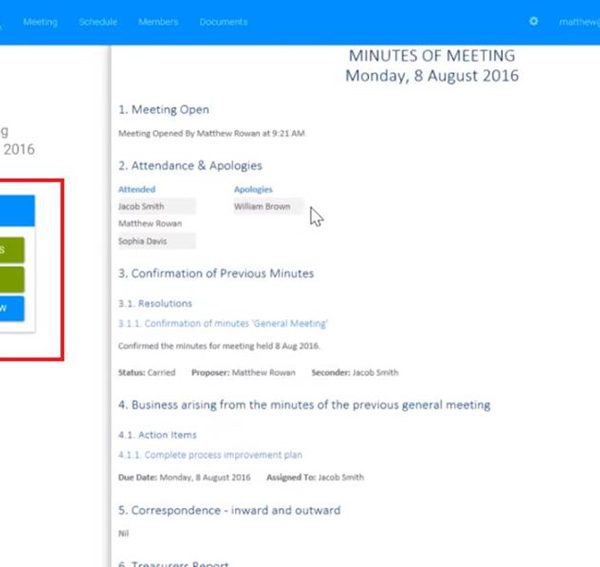 Meeting Schedule Members Documents matthew
MINUTES OF MEETING
Monday, 8 August 2016
g
2016
S
W
1. Meeting Open
Meeting Opened By Matthew Rowan at 9:21 AM
2. Attendance & Apologies
Attended Apologies
Jacob Smith William Brown
Matthew Rowan
Sophia Davis
3. Confirmation of Previous Minutes
3.1. Resolutions
3.1.1. Confirmation of minutes 'General Meeting'
Confirmed the minutes for meeting held 8 Aug 2016.
Status: Carried Proposer: Matthew Rowan Seconder: Jacob Smith
4. Business arising from the minutes of the previous general meeting
4.1. Action Items
4.1.1. Complete process improvement plan
Due Date: Monday, 8 August 2016 Assigned To: Jacob Smith
5. Correspondence - inward and outward
Nil
6. Treasurers Report